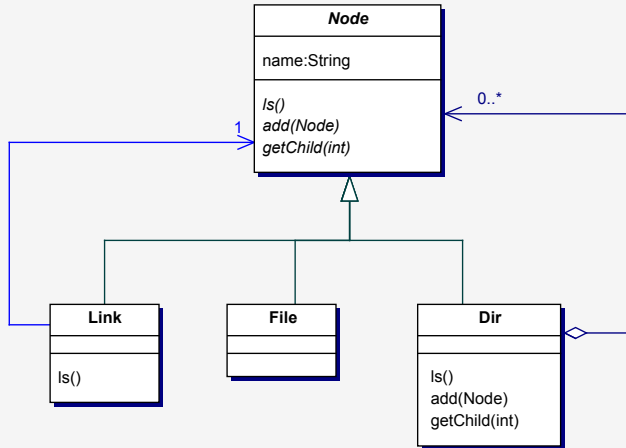 Node
name:String
ls()
add(Node)
getChild(int)
0..*
1
Link
ls()
File
Dir
ls()
add(Node)
getChild(int)